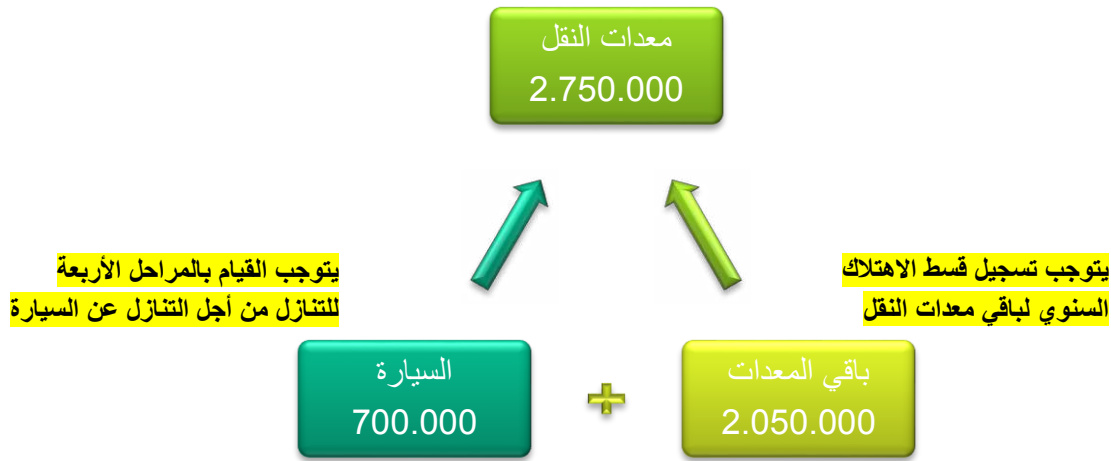 معدات النقل
2.750.000
يتوجب تسجيل قسط الاهتلاك
السنوي لباقي معدات النقل
يتوجب القيام بالمراحل الأربعة
للتنازل من أجل التنازل عن السيارة
باقي المعدات
2.050.000
السيارة
700.000